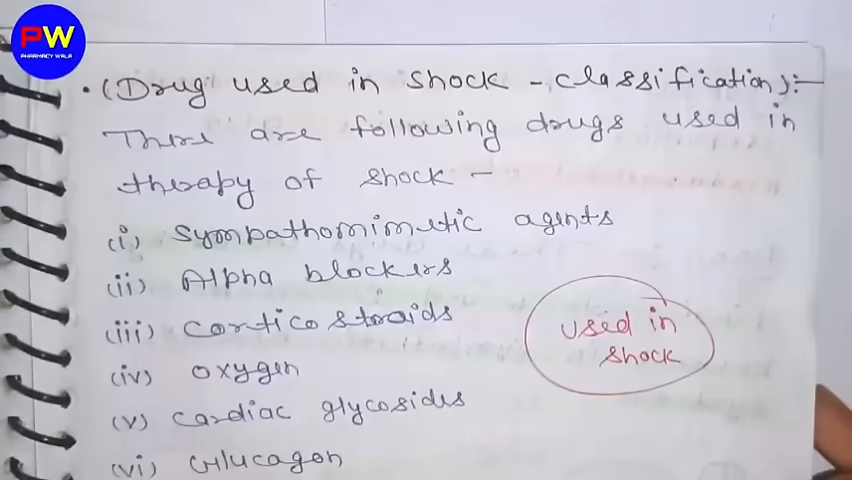 PW
PHARMACY WALA
• (Drug used in shock - classification):-
There are following drugs used in
therapy of shock -
(i) Sympathomimetic agents
(ii) Alpha blockers
(iii) Corticosteroids
(iv) Oxygen
(v) Cardiac glycosides
(vi) Glucagon
used in
shock